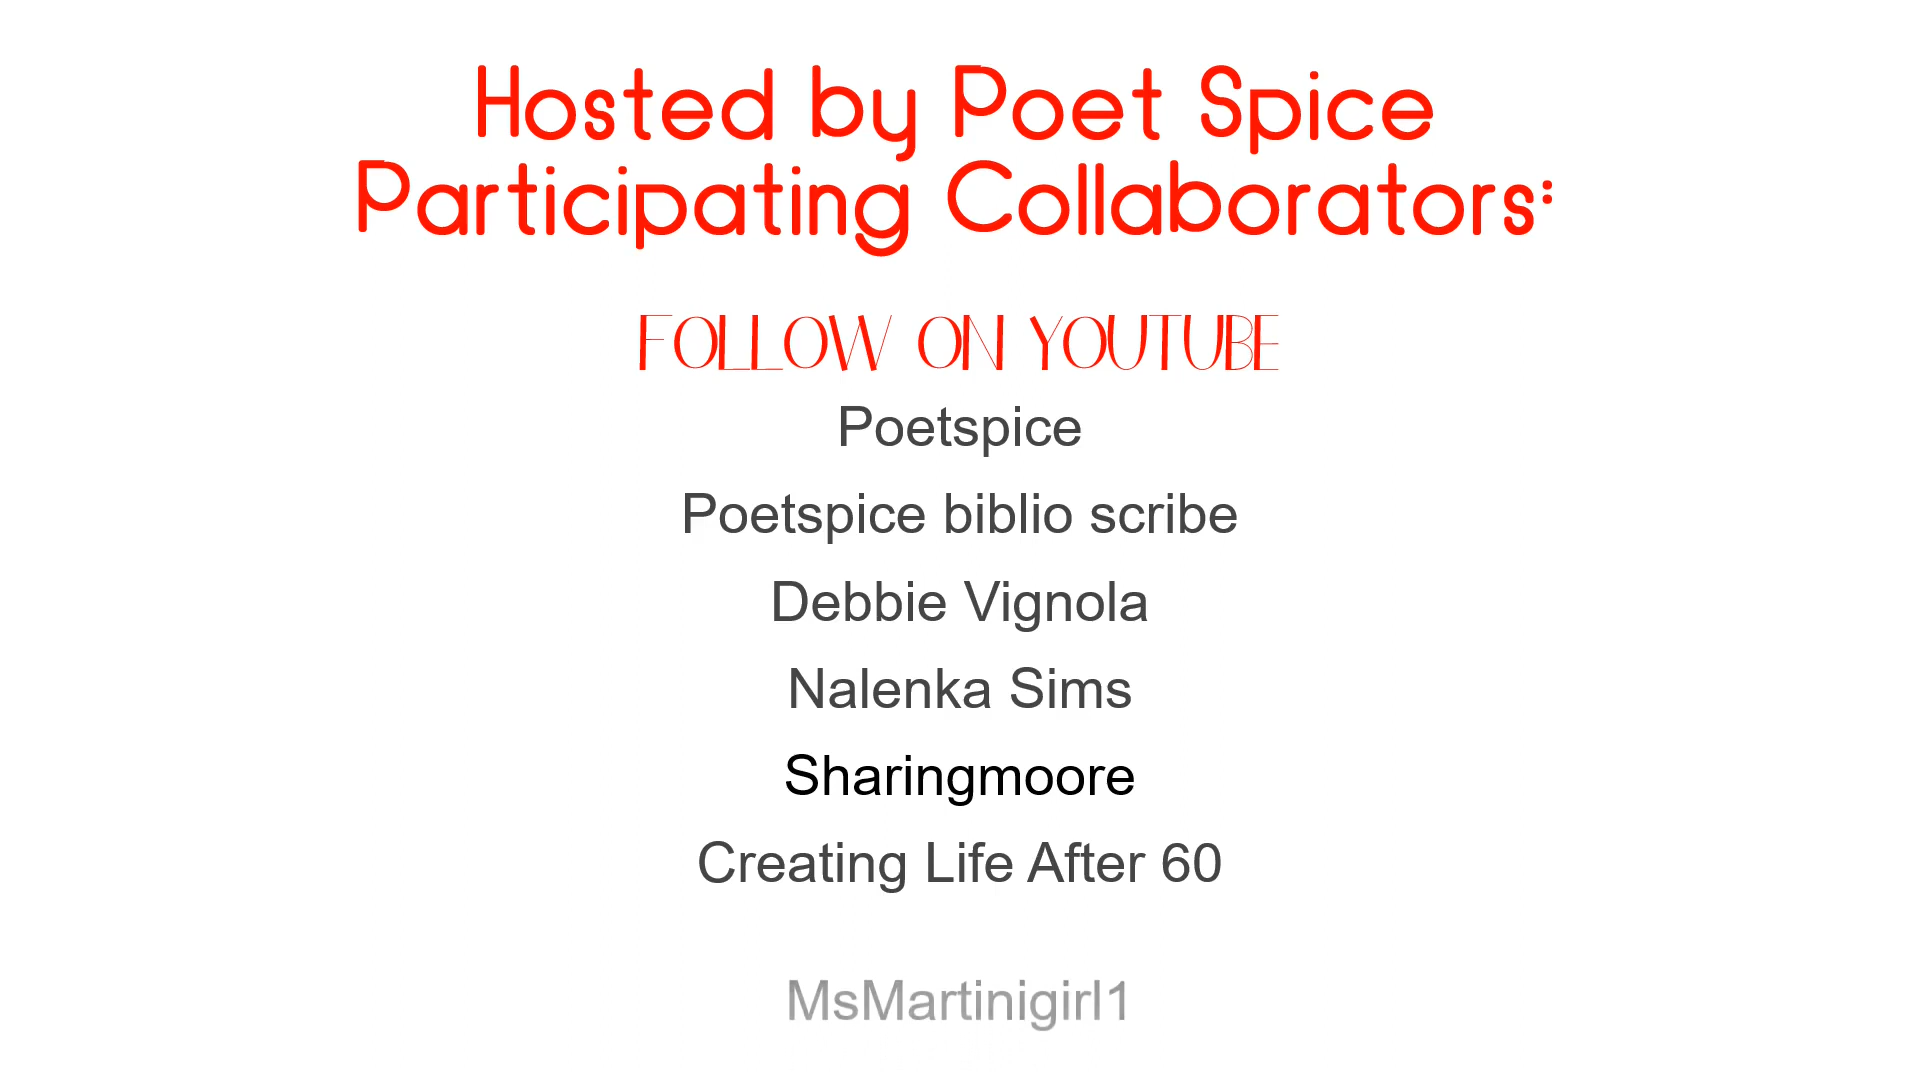 Hosted by Poet Spice
Participating Collaborators:
FOLLOW ON YOUTUBE
Poetspice
Poetspice biblio scribe
Debbie Vignola
Nalenka Sims
Sharingmoore
Creating Life After 60
MsMartinigirl1